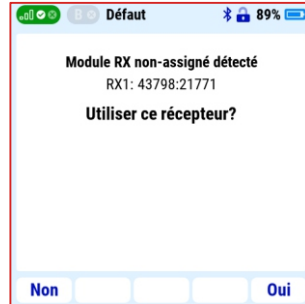 B Défaut 89%
Module RX non-assigné détecté
RX1: 43798:21771
Utiliser ce récepteur?
Non Oui